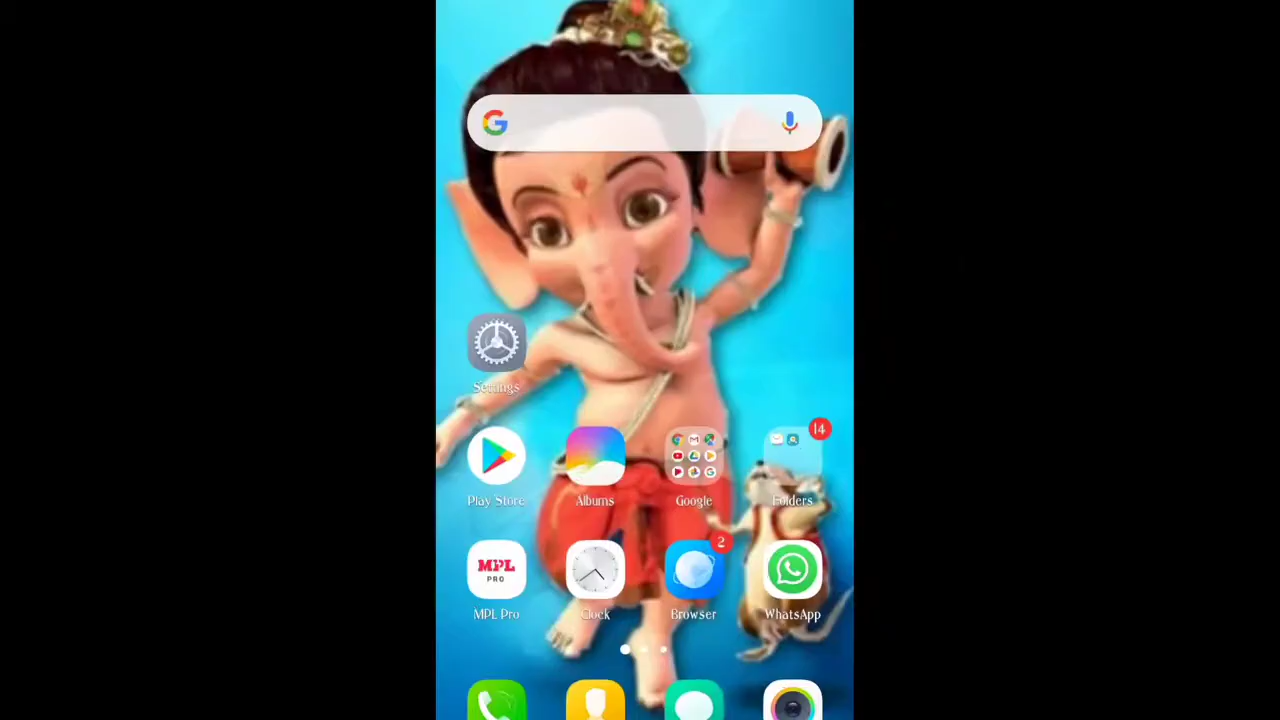 Settings
14
Play Store
Albums
Google
Folders
MPL
PRO
2
MPL Pro
Clock
Browser
WhatsApp